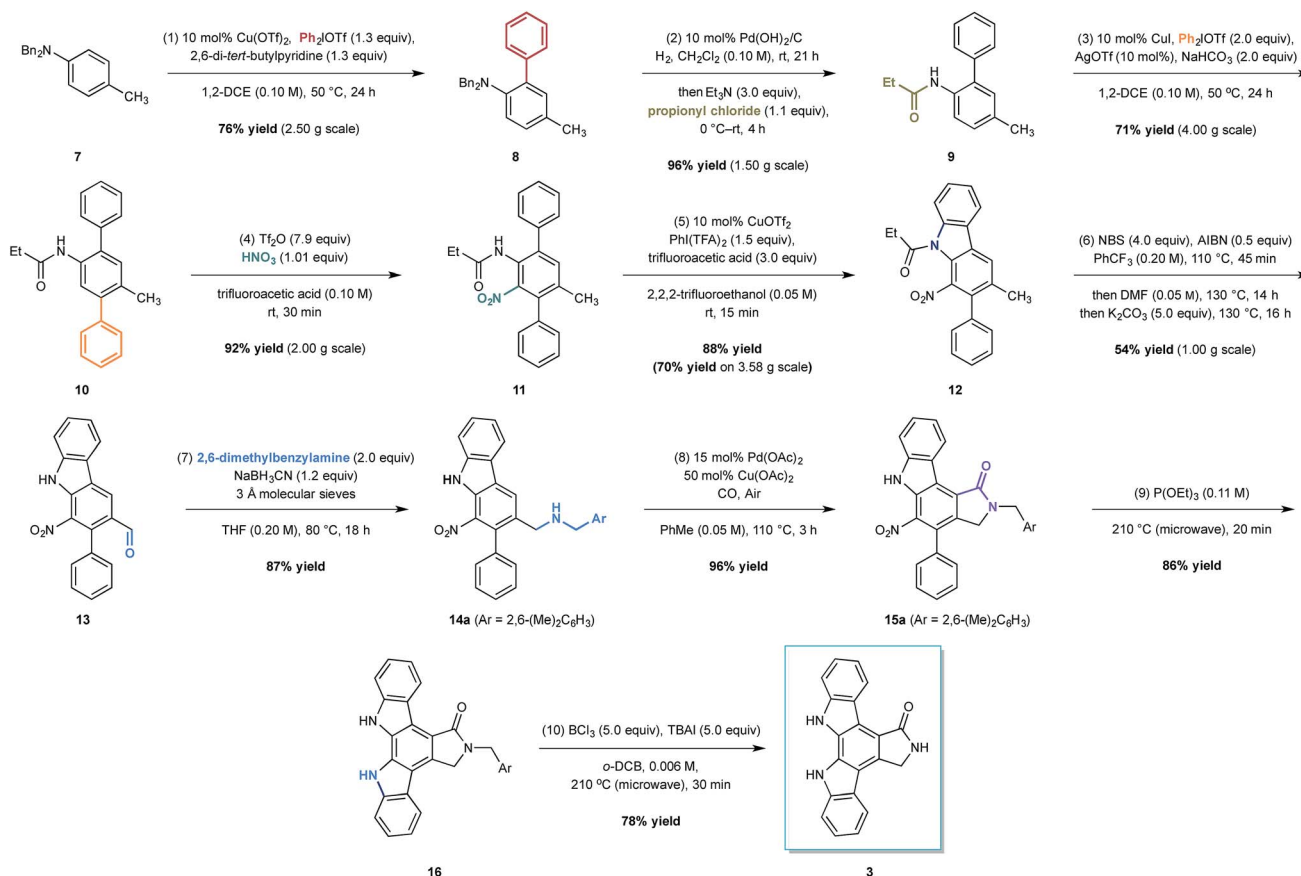 Bn₂N
CH₃
7
(1) 10 mol% Cu(OTf)₂, Ph₂IOTf (1.3 equiv),
2,6-di-tert-butylpyridine (1.3 equiv)
1,2-DCE (0.10 M), 50 °C, 24 h
76% yield (2.50 g scale)
Bn₂N
CH₃
8
(2) 10 mol% Pd(OH)₂/C
H₂, CH₂Cl₂ (0.10 M), rt, 21 h
then Et₃N (3.0 equiv),
propionyl chloride (1.1 equiv),
0 °C–rt, 4 h
96% yield (1.50 g scale)
Et
H
N
O
CH₃
9
(3) 10 mol% CuI, Ph₂IOTf (2.0 equiv),
AgOTf (10 mol%), NaHCO₃ (2.0 equiv)
1,2-DCE (0.10 M), 50 ºC, 24 h
71% yield (4.00 g scale)
Et
H
N
O
CH₃
10
(4) Tf₂O (7.9 equiv)
HNO₃ (1.01 equiv)
trifluoroacetic acid (0.10 M)
rt, 30 min
92% yield (2.00 g scale)
Et
H
N
O
O₂N
CH₃
11
(5) 10 mol% CuOTf₂
PhI(TFA)₂ (1.5 equiv),
trifluoroacetic acid (3.0 equiv)
2,2,2-trifluoroethanol (0.05 M)
rt, 15 min
88% yield
(70% yield on 3.58 g scale)
Et
N
O
NO₂
CH₃
12
(6) NBS (4.0 equiv), AIBN (0.5 equiv)
PhCF₃ (0.20 M), 110 °C, 45 min
then DMF (0.05 M), 130 °C, 14 h
then K₂CO₃ (5.0 equiv), 130 °C, 16 h
54% yield (1.00 g scale)
HN
NO₂
O
13
(7) 2,6-dimethylbenzylamine (2.0 equiv)
NaBH₃CN (1.2 equiv)
3 Å molecular sieves
THF (0.20 M), 80 °C, 18 h
87% yield
HN
NO₂
H
N
Ar
14a (Ar = 2,6-(Me)₂C₆H₃)
(8) 15 mol% Pd(OAc)₂
50 mol% Cu(OAc)₂
CO, Air
PhMe (0.05 M), 110 °C, 3 h
96% yield
HN
NO₂
O
N
Ar
15a (Ar = 2,6-(Me)₂C₆H₃)
(9) P(OEt)₃ (0.11 M)
210 °C (microwave), 20 min
86% yield
HN
HN
O
N
Ar
16
(10) BCl₃ (5.0 equiv), TBAI (5.0 equiv)
o-DCB, 0.006 M,
210 ºC (microwave), 30 min
78% yield
HN
HN
O
NH
3